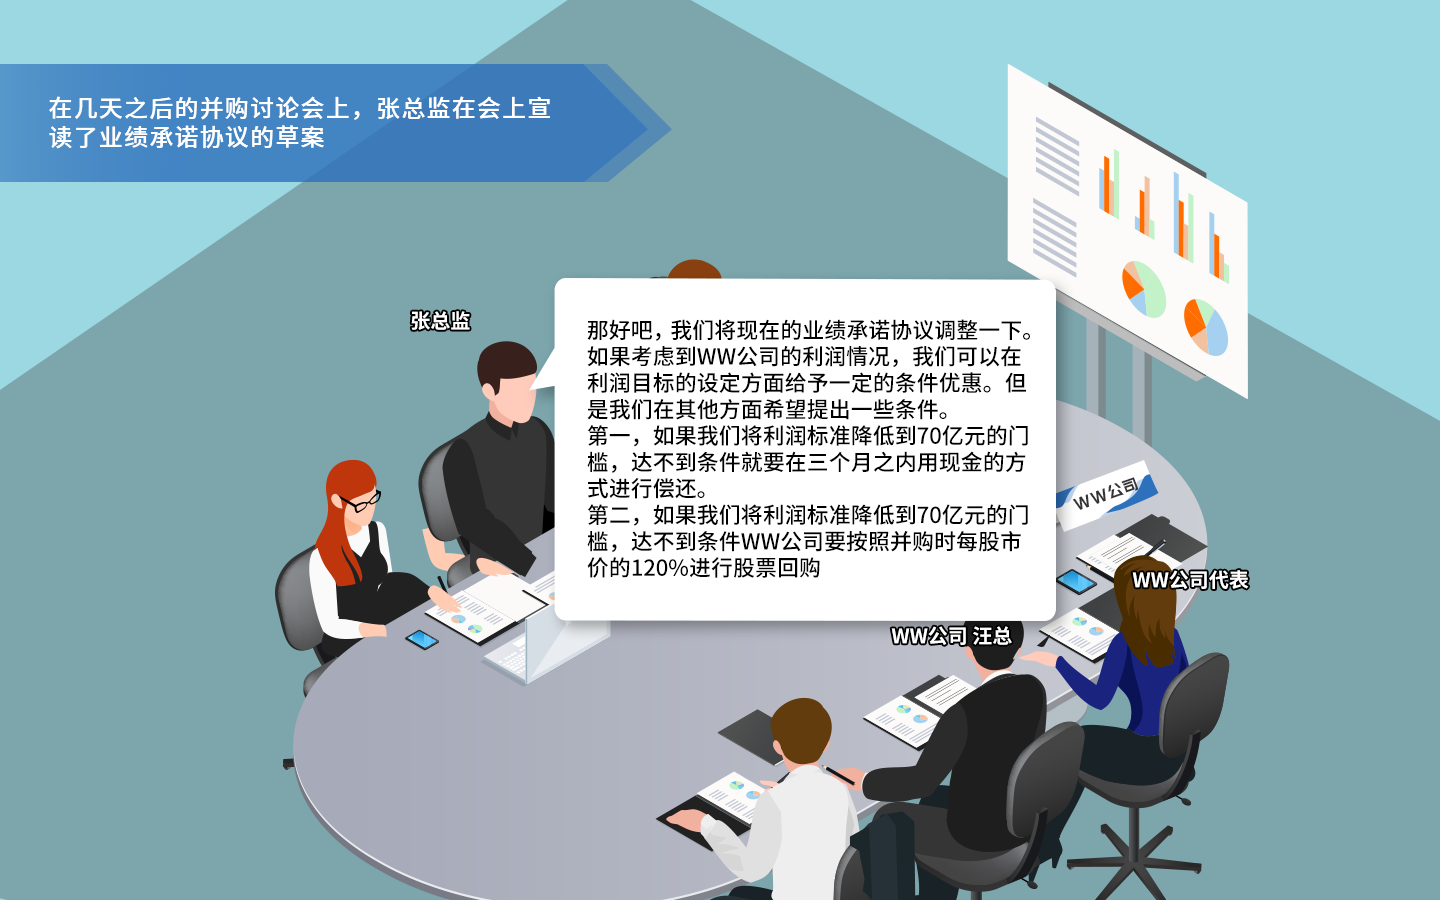 在几天之后的并购讨论会上，张总监在会上宣
读了业绩承诺协议的草案
张总监
那好吧，我们将现在的业绩承诺协议调整一下。
如果考虑到WW公司的利润情况，我们可以在
利润目标的设定方面给予一定的条件优惠。但
是我们在其他方面希望提出一些条件。
第一，如果我们将利润标准降低到70亿元的门
槛，达不到条件就要在三个月之内用现金的方
式进行偿还。
第二，如果我们将利润标准降低到70亿元的门
槛，达不到条件WW公司要按照并购时每股市
价的120%进行股票回购
WW公司
WW公司代表
WW公司 汪总